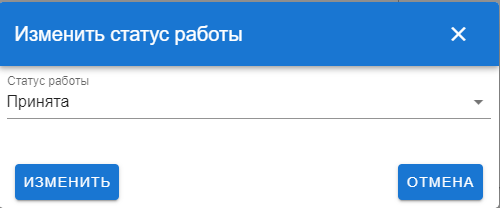 Изменить статус работы
Статус работы
Принята
ИЗМЕНИТЬ
ОТМЕНА